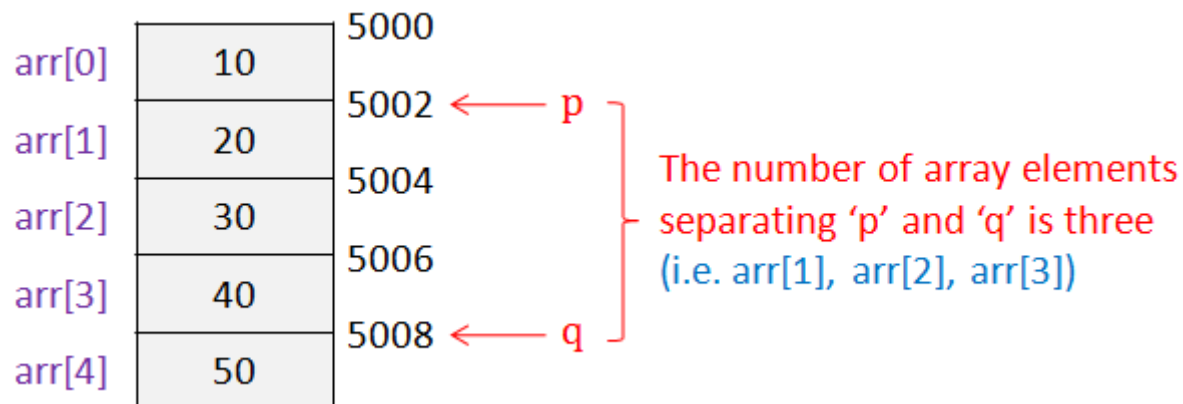 5000
arr[0] 10
5002 p
arr[1] 20
5004
arr[2] 30
5006
arr[3] 40
5008 q
arr[4] 50
The number of array elements
separating ‘p’ and ‘q’ is three
(i.e. arr[1], arr[2], arr[3])